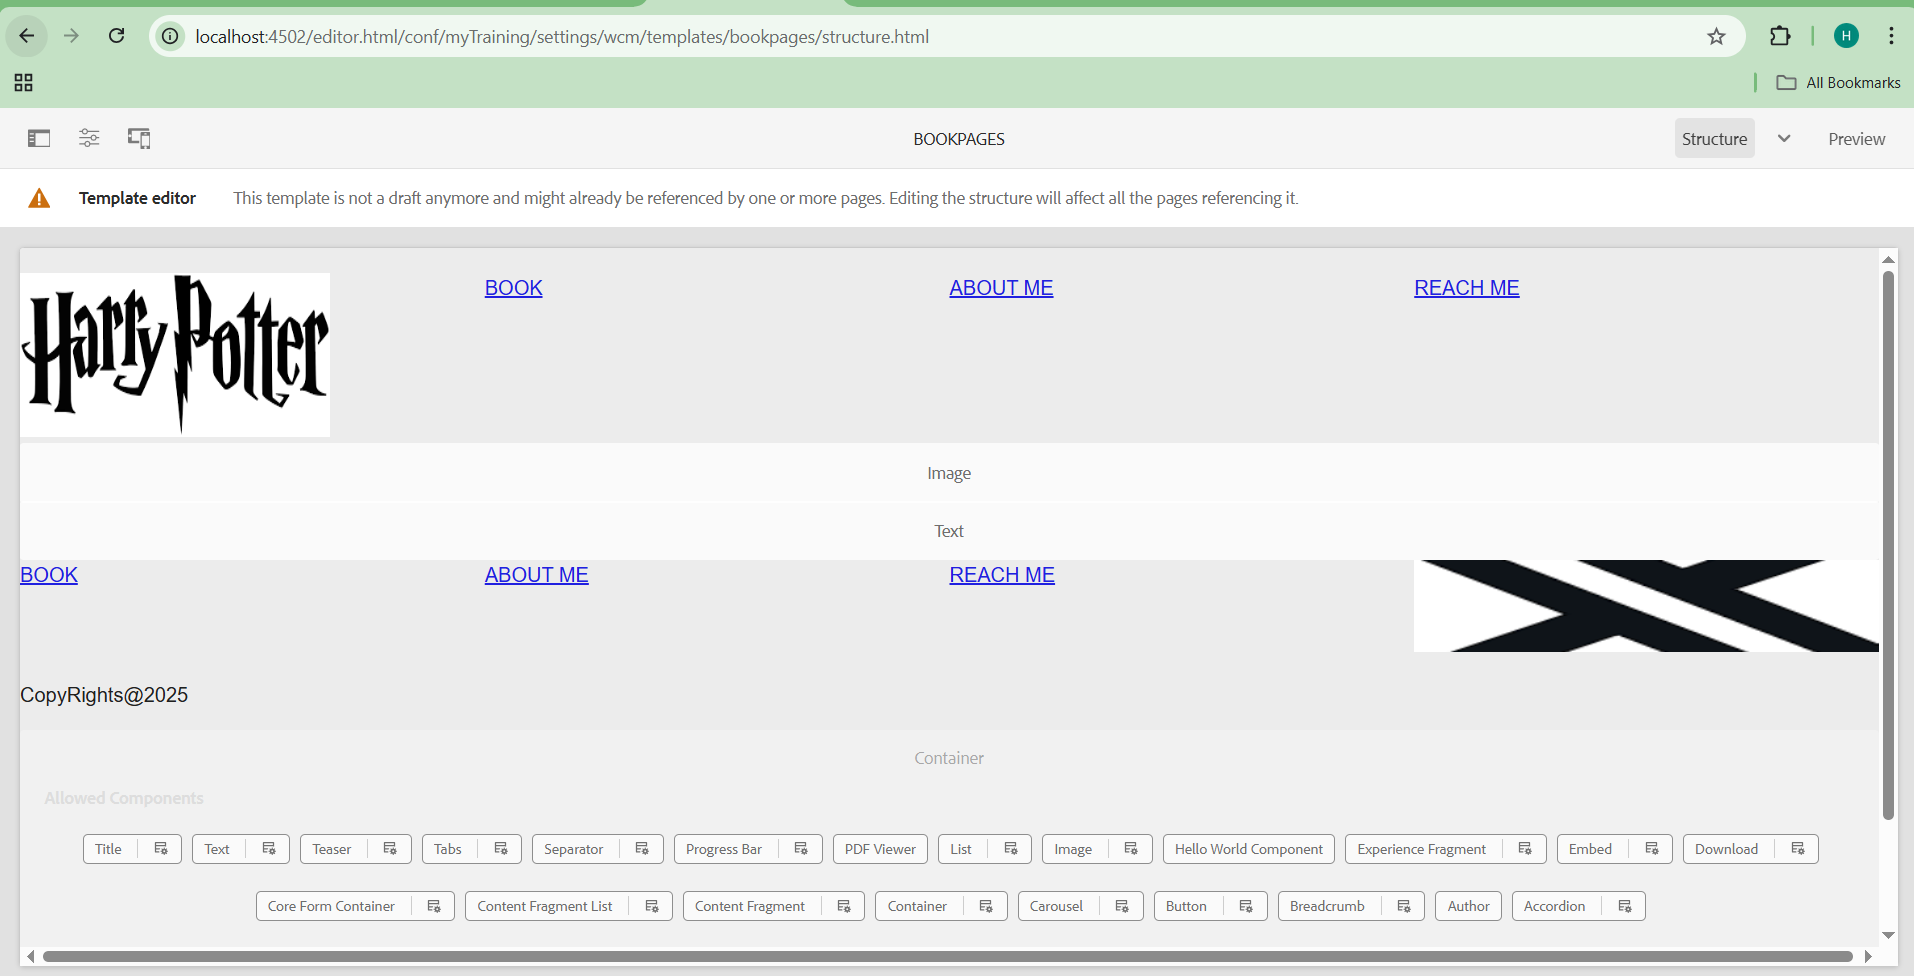 localhost:4502/editor.html/conf/myTraining/settings/wcm/templates/bookpages/structure.html
H
All Bookmarks
BOOKPAGES
Structure
Preview
Template editor
This template is not a draft anymore and might already be referenced by one or more pages. Editing the structure will affect all the pages referencing it.
Harry Potter
BOOK
ABOUT ME
REACH ME
Image
Text
BOOK
ABOUT ME
REACH ME
CopyRights@2025
Container
Allowed Components
Title
Text
Teaser
Tabs
Separator
Progress Bar
PDF Viewer
List
Image
Hello World Component
Experience Fragment
Embed
Download
Core Form Container
Content Fragment List
Content Fragment
Container
Carousel
Button
Breadcrumb
Author
Accordion